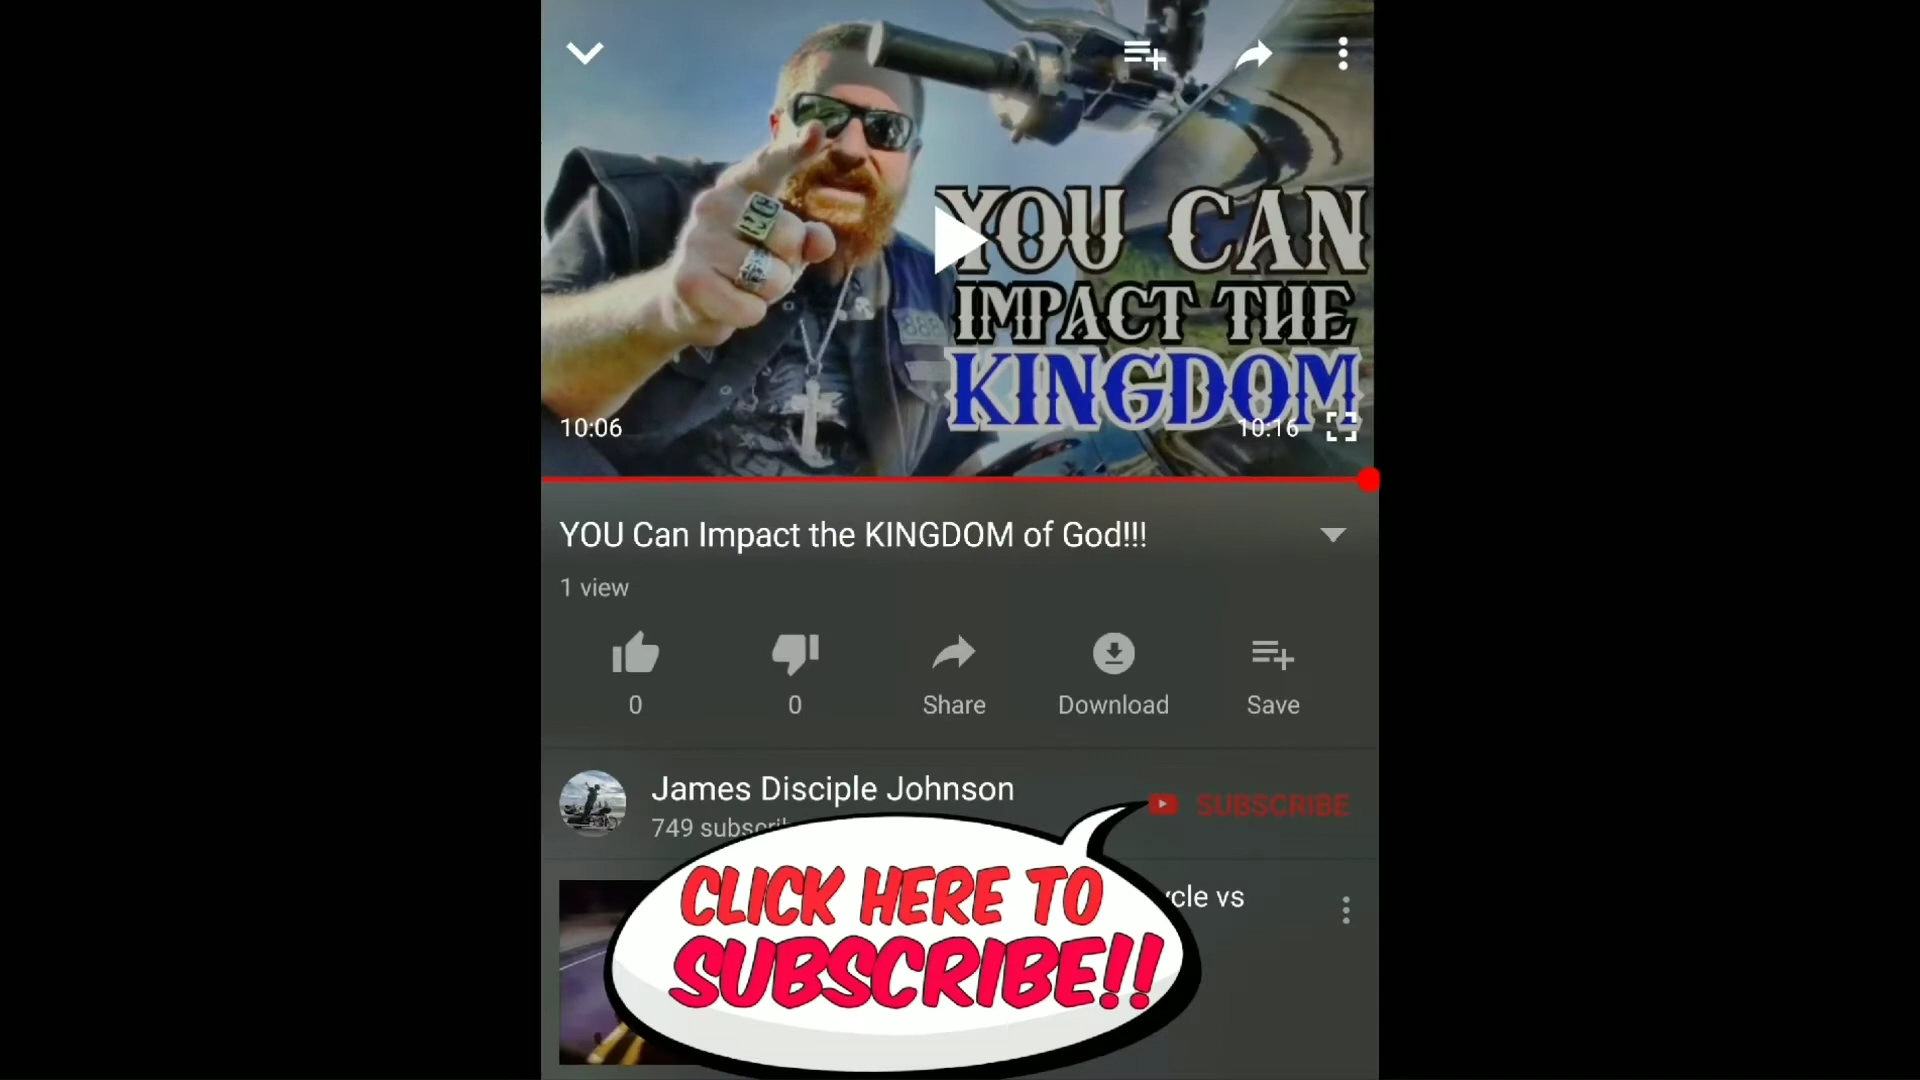 YOU CAN
IMPACT THE
KINGDOM
10:06
10:16
YOU Can Impact the KINGDOM of God!!!
1 view
0
0
Share
Download
Save
James Disciple Johnson
SUBSCRIBE
749
CLICK HERE TO
SUBSCRIBE!!
vs